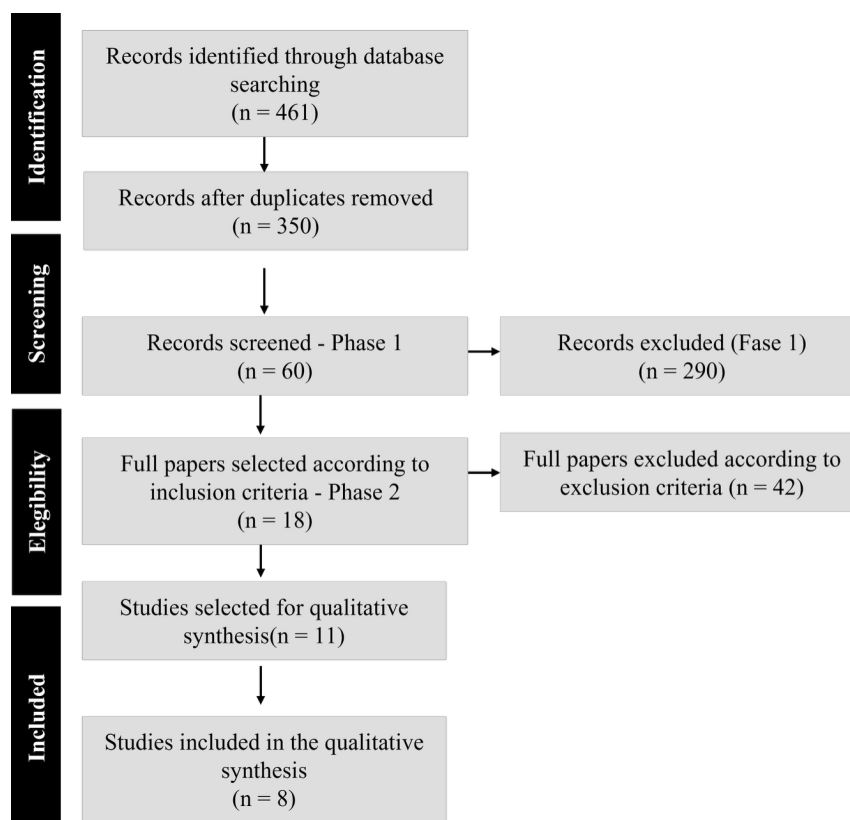 Identification
Records identified through database
searching
(n = 461)
Records after duplicates removed
(n = 350)
Screening
Records screened - Phase 1
(n = 60)
Records excluded (Fase 1)
(n = 290)
Elegibility
Full papers selected according to
inclusion criteria - Phase 2
(n = 18)
Full papers excluded according to
exclusion criteria (n = 42)
Included
Studies selected for qualitative
synthesis(n = 11)
Studies included in the qualitative
synthesis
(n = 8)